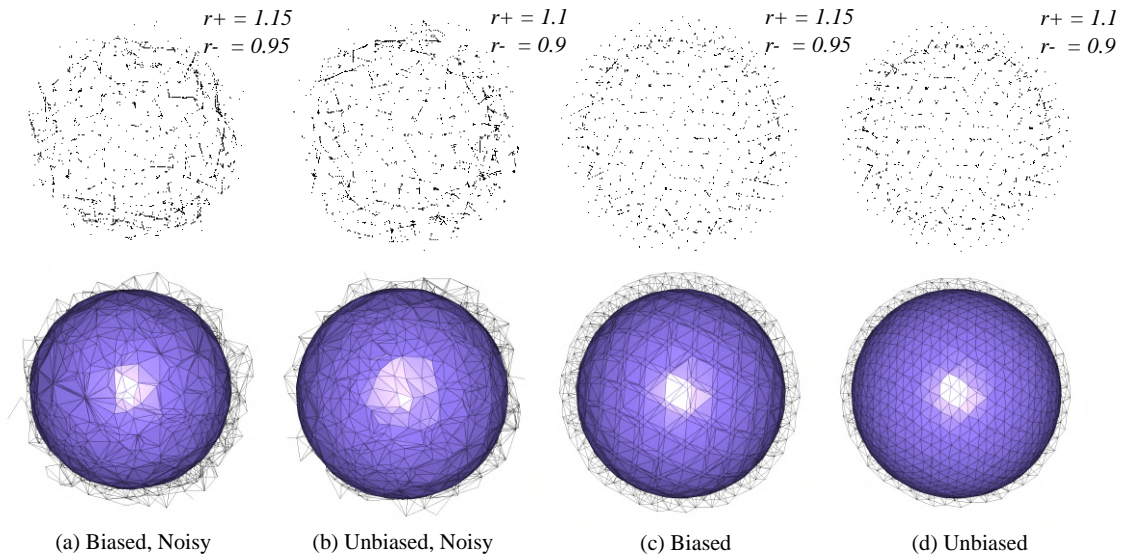 r+ = 1.15
r- = 0.95
r+ = 1.1
r- = 0.9
r+ = 1.15
r- = 0.95
r+ = 1.1
r- = 0.9
(a) Biased, Noisy
(b) Unbiased, Noisy
(c) Biased
(d) Unbiased